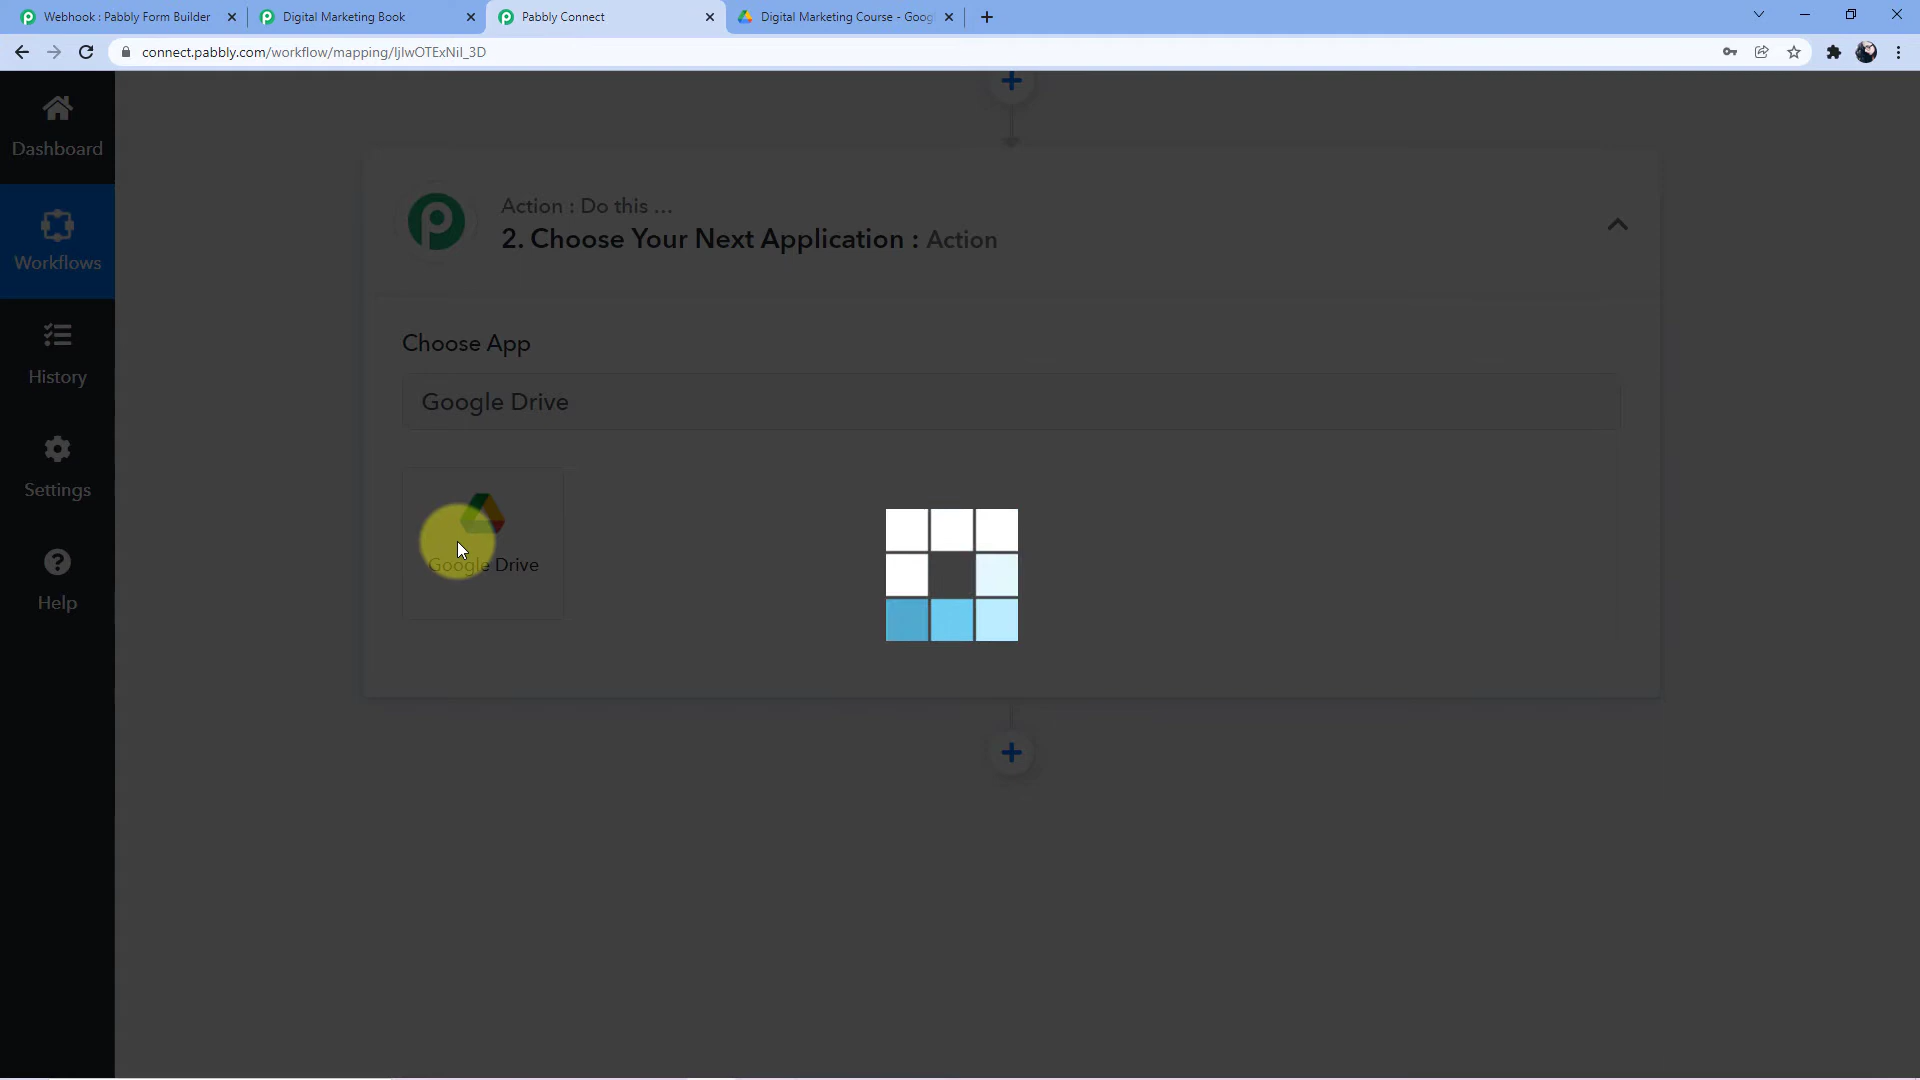 Webhook : Pabbly Form Builder
Digital Marketing Book
Pabbly Connect
Digital Marketing Course - Goog
connect.pabbly.com/workflow/mapping/IjIwOTExNiI_3D
Dashboard
Workflows
History
Settings
Help
Action : Do this ...
2. Choose Your Next Application : Action
Choose App
Google Drive
Google Drive